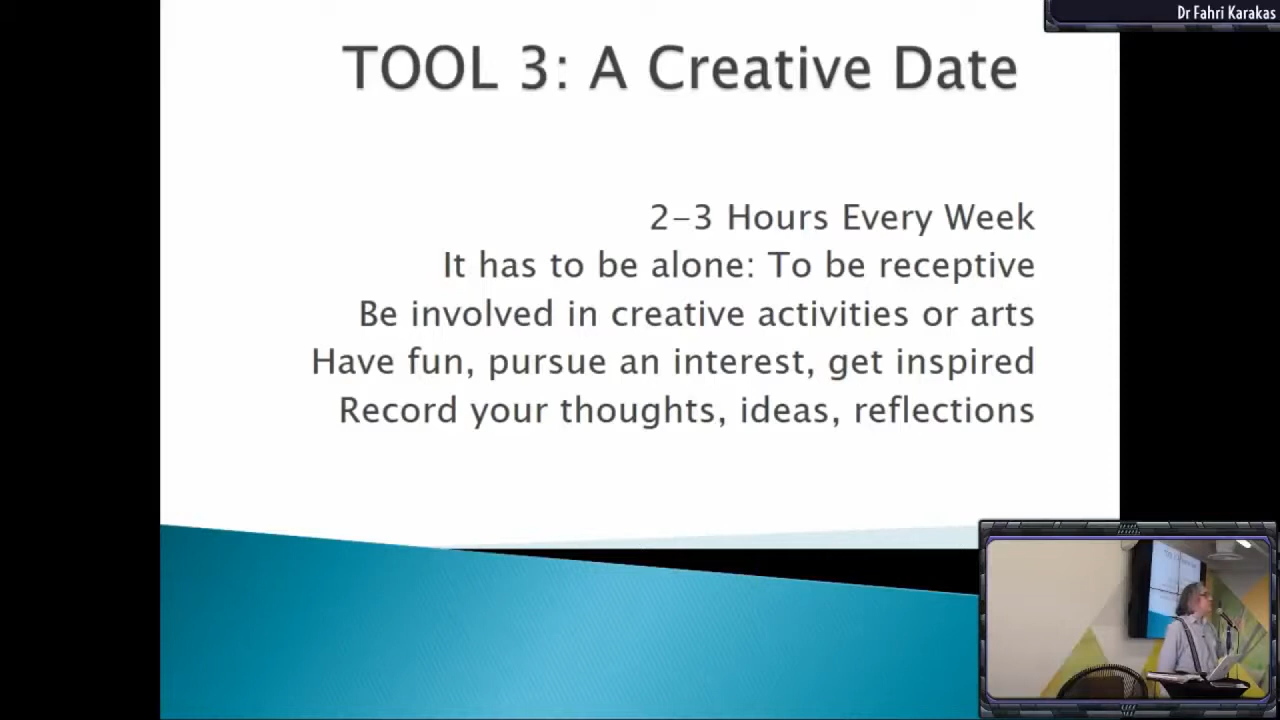 Dr Fahri Karakas
TOOL 3: A Creative Date
2-3 Hours Every Week
It has to be alone: To be receptive
Be involved in creative activities or arts
Have fun, pursue an interest, get inspired
Record your thoughts, ideas, reflections